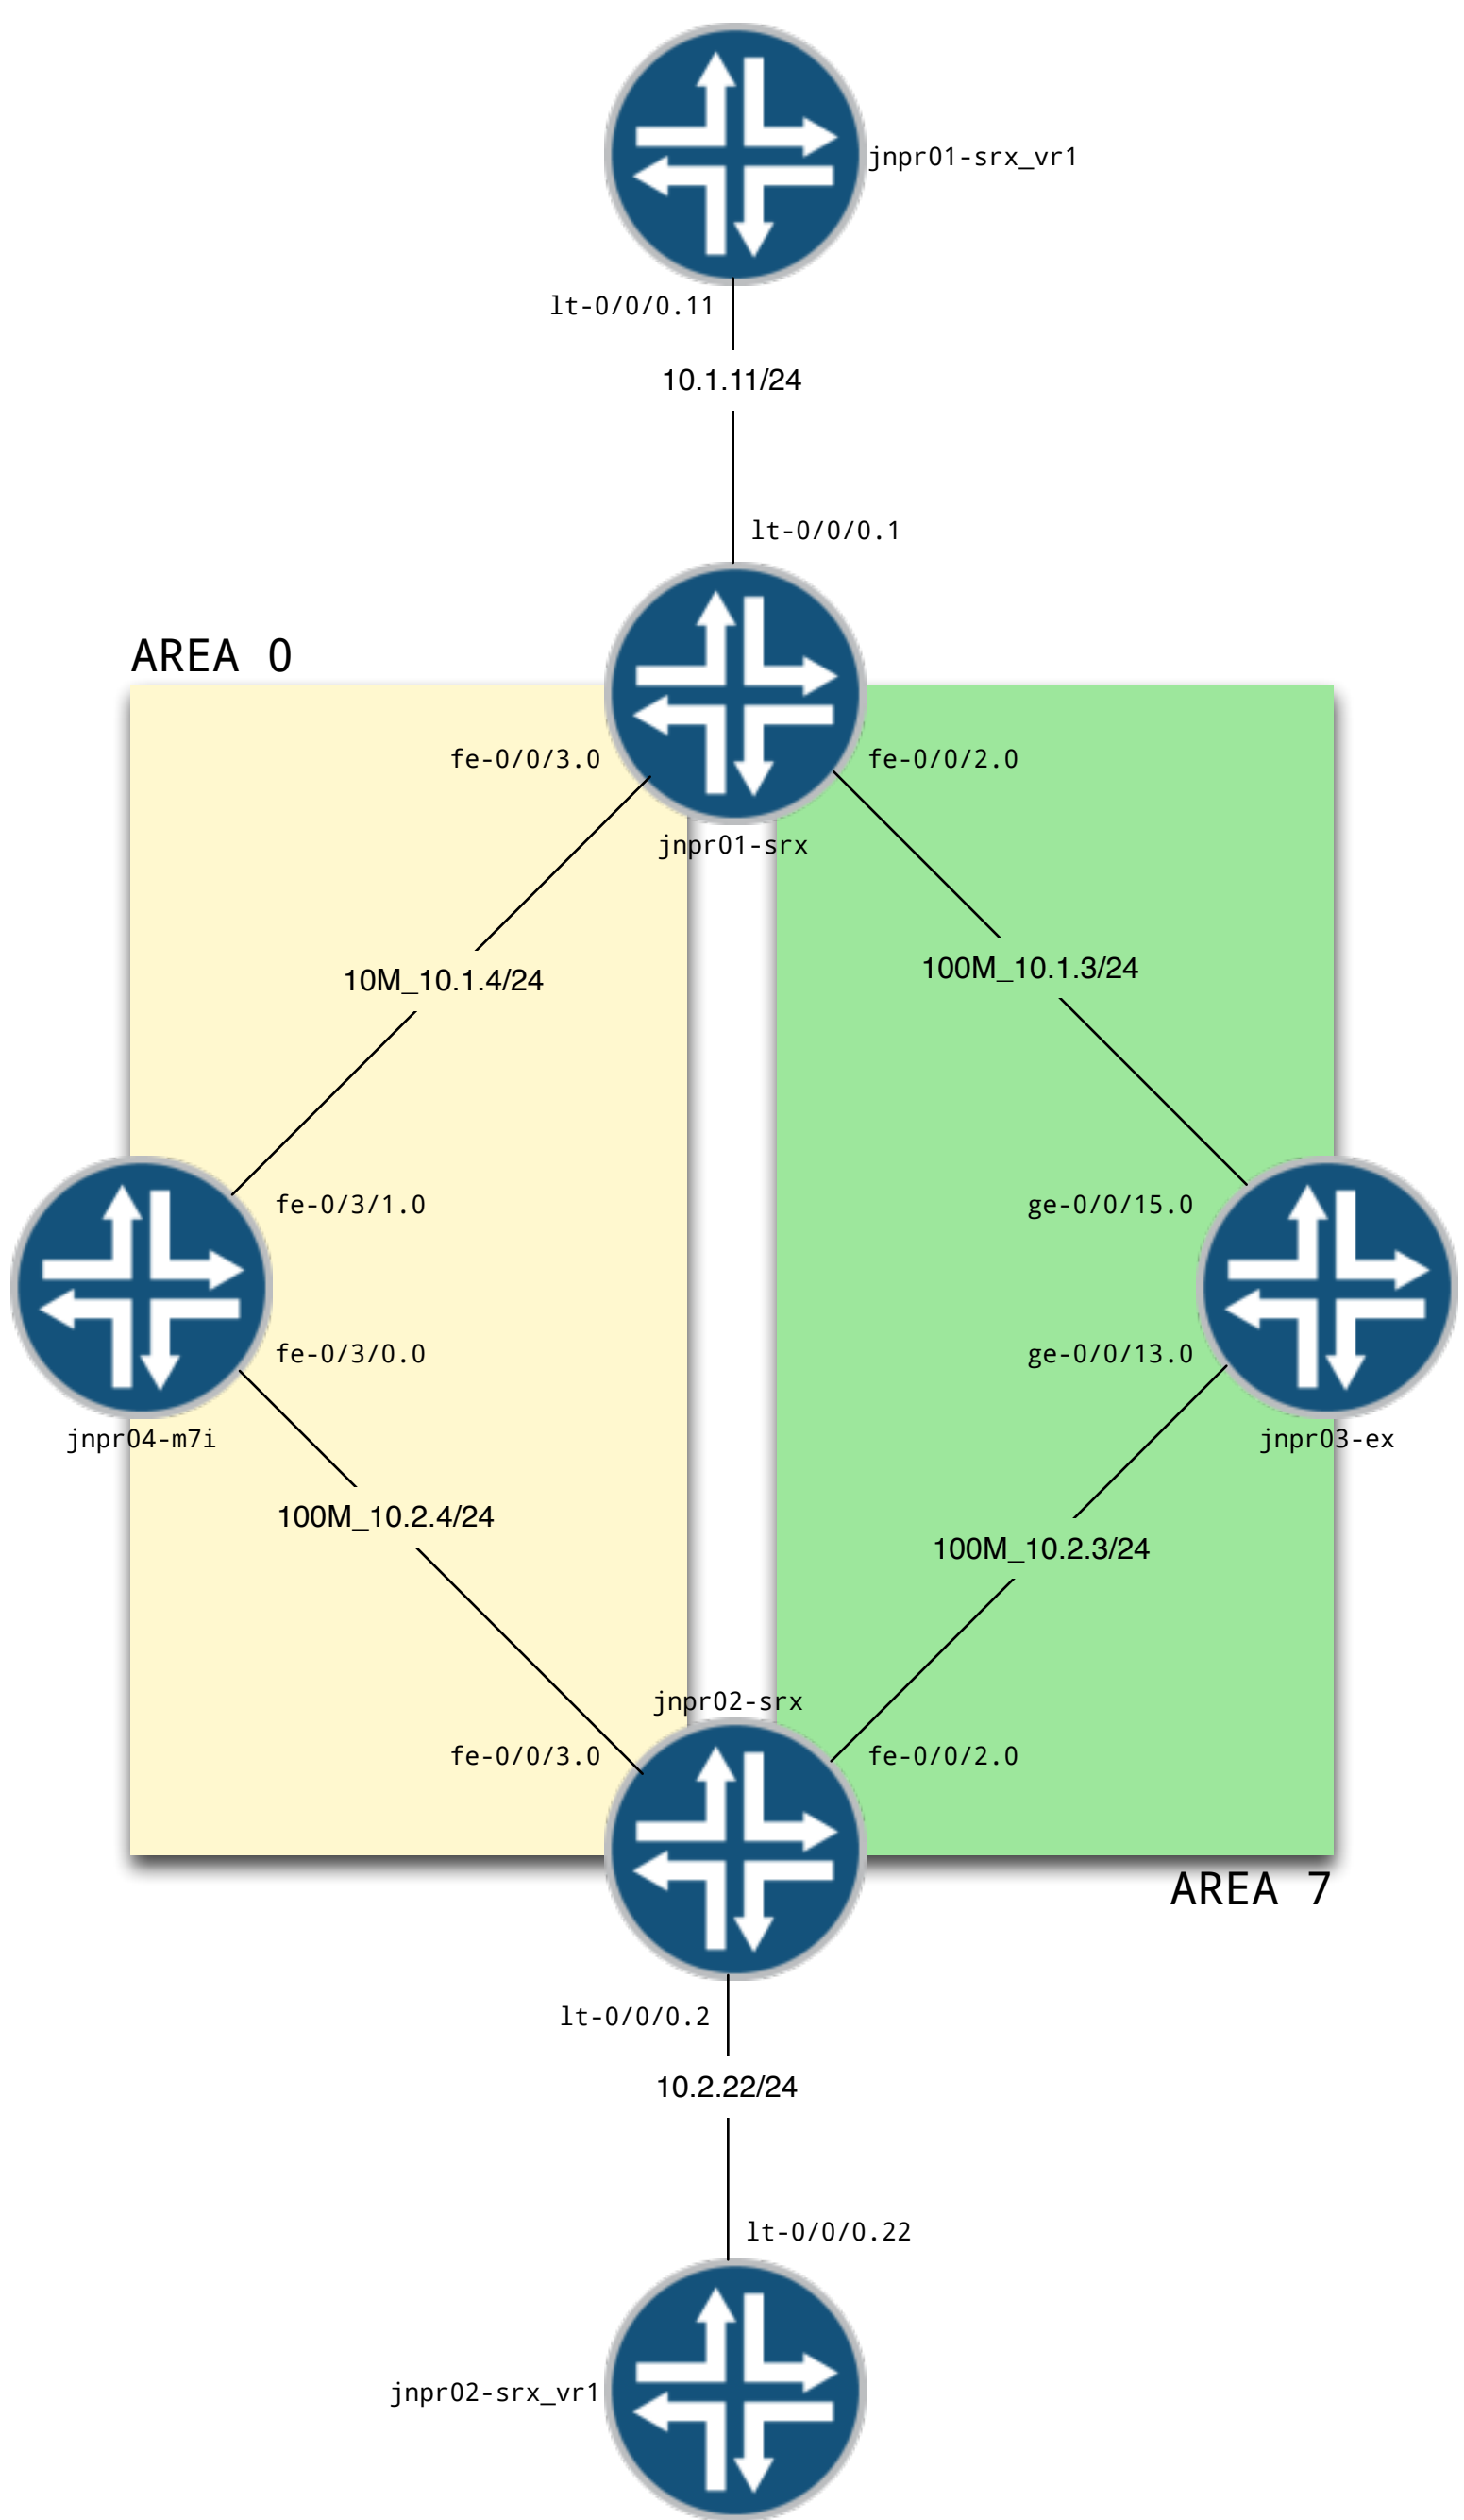 jnpr01-srx_vr1
lt-0/0/0.11
10.1.11/24
lt-0/0/0.1
AREA 0
fe-0/0/3.0
fe-0/0/2.0
jnpr01-srx
100M_10.1.3/24
10M_10.1.4/24
fe-0/3/1.0
ge-0/0/15.0
fe-0/3/0.0
ge-0/0/13.0
jnpr04-m7i
jnpr03-ex
100M_10.2.4/24
100M_10.2.3/24
jnpr02-srx
fe-0/0/3.0
fe-0/0/2.0
AREA 7
lt-0/0/0.2
10.2.22/24
lt-0/0/0.22
jnpr02-srx_vr1